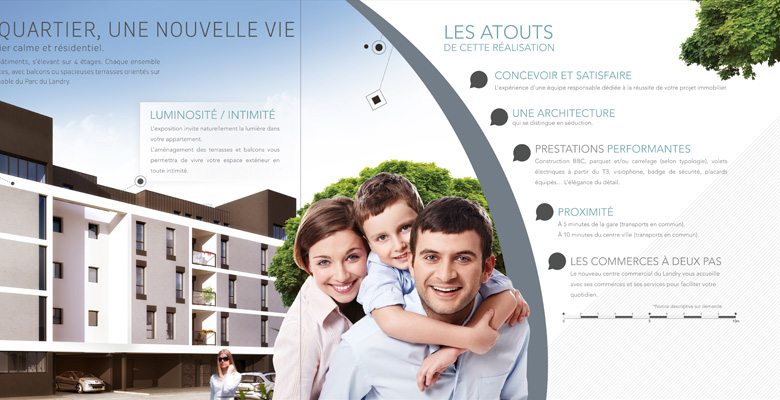 QUARTIER, UNE NOUVELLE VIE
ier calme et résidentiel.
bâtiments, s'élevant sur 4 étages. Chaque ensemble
ces, avec balcons ou spacieuses terrasses orientés sur
sable du Parc du Landry.
LUMINOSITÉ / INTIMITÉ
L'exposition invite naturellement la lumière dans
votre appartement.
L'aménagement des terrasses et balcons vous
permettra de vivre votre espace extérieur en
toute intimité.
LES ATOUTS
DE CETTE RÉALISATION
CONCEVOIR ET SATISFAIRE
L'expérience d'une équipe responsable dédiée à la réussite de votre projet immobilier.
UNE ARCHITECTURE
qui se distingue en séduction.
PRESTATIONS PERFORMANTES
Construction BBC, parquet et/ou carrelage (selon typologie), volets
électriques à partir du T3, visiophone, badge de sécurité, placards
équipés... L'élégance du détail.
PROXIMITÉ
À 5 minutes de la gare (transports en commun).
À 10 minutes du centre ville (transports en commun).
LES COMMERCES À DEUX PAS
Le nouveau centre commercial du Landry vous accueille
avec ses commerces et ses services pour faciliter votre
quotidien.
*Notice descriptive sur demande
0 5 10m